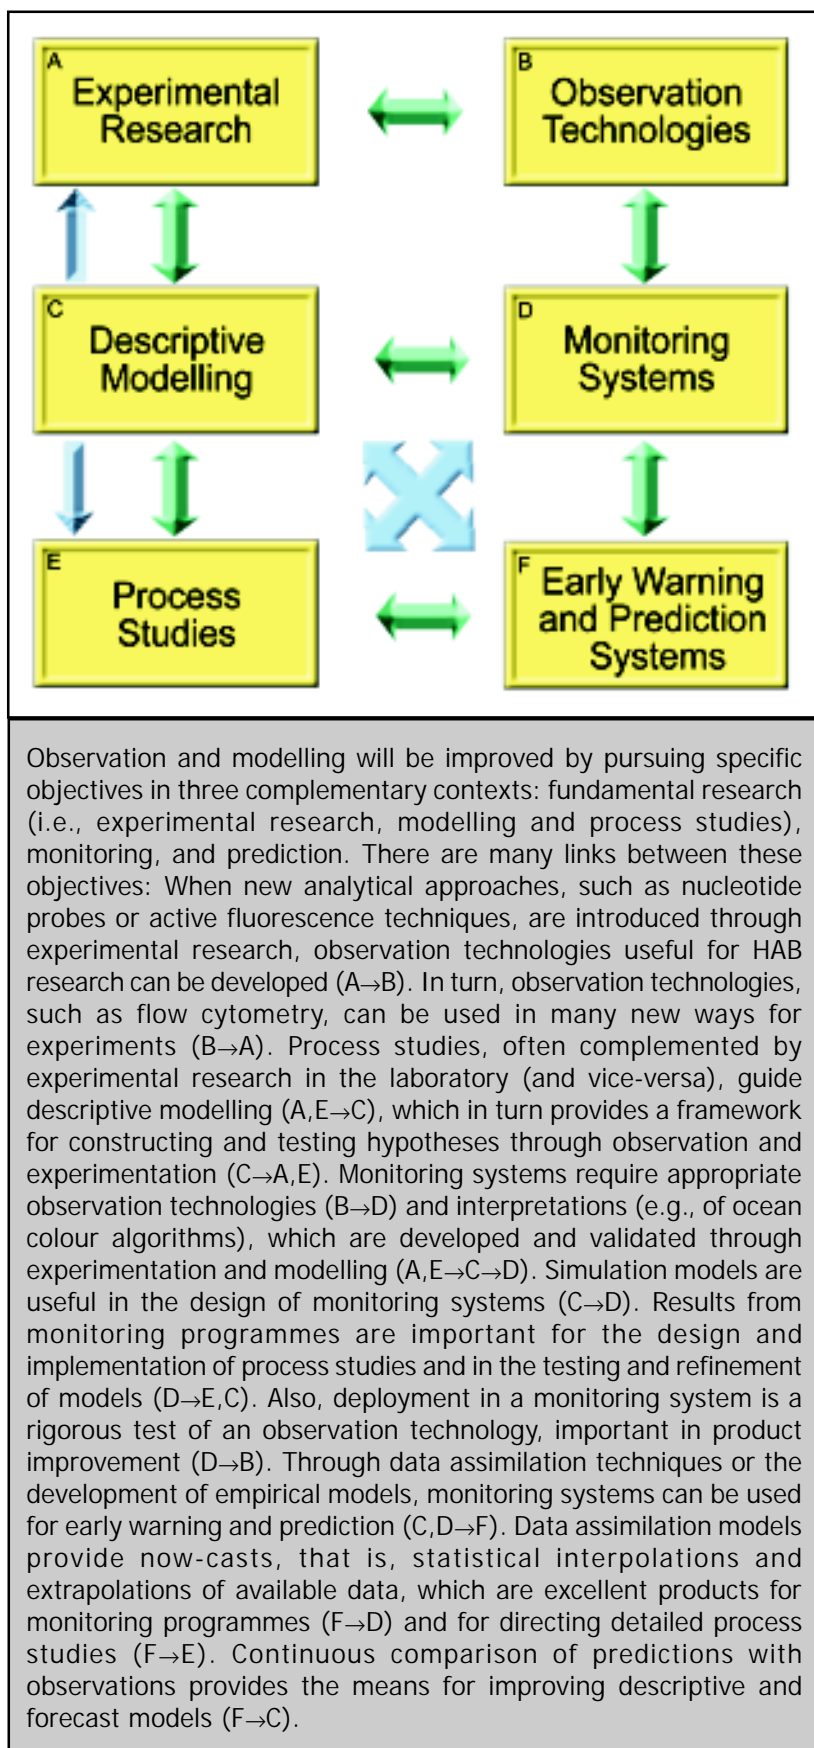 A
Experimental
Research
B
Observation
Technologies
C
Descriptive
Modelling
D
Monitoring
Systems
E
Process
Studies
F
Early Warning
and Prediction
Systems
Observation and modelling will be improved by pursuing specific
objectives in three complementary contexts: fundamental research
(i.e., experimental research, modelling and process studies),
monitoring, and prediction. There are many links between these
objectives: When new analytical approaches, such as nucleotide
probes or active fluorescence techniques, are introduced through
experimental research, observation technologies useful for HAB
research can be developed (A→B). In turn, observation technologies,
such as flow cytometry, can be used in many new ways for
experiments (B→A). Process studies, often complemented by
experimental research in the laboratory (and vice-versa), guide
descriptive modelling (A,E→C), which in turn provides a framework
for constructing and testing hypotheses through observation and
experimentation (C→A,E). Monitoring systems require appropriate
observation technologies (B→D) and interpretations (e.g., of ocean
colour algorithms), which are developed and validated through
experimentation and modelling (A,E→C→D). Simulation models are
useful in the design of monitoring systems (C→D). Results from
monitoring programmes are important for the design and
implementation of process studies and in the testing and refinement
of models (D→E,C). Also, deployment in a monitoring system is a
rigorous test of an observation technology, important in product
improvement (D→B). Through data assimilation techniques or the
development of empirical models, monitoring systems can be used
for early warning and prediction (C,D→F). Data assimilation models
provide now-casts, that is, statistical interpolations and
extrapolations of available data, which are excellent products for
monitoring programmes (F→D) and for directing detailed process
studies (F→E). Continuous comparison of predictions with
observations provides the means for improving descriptive and
forecast models (F→C).